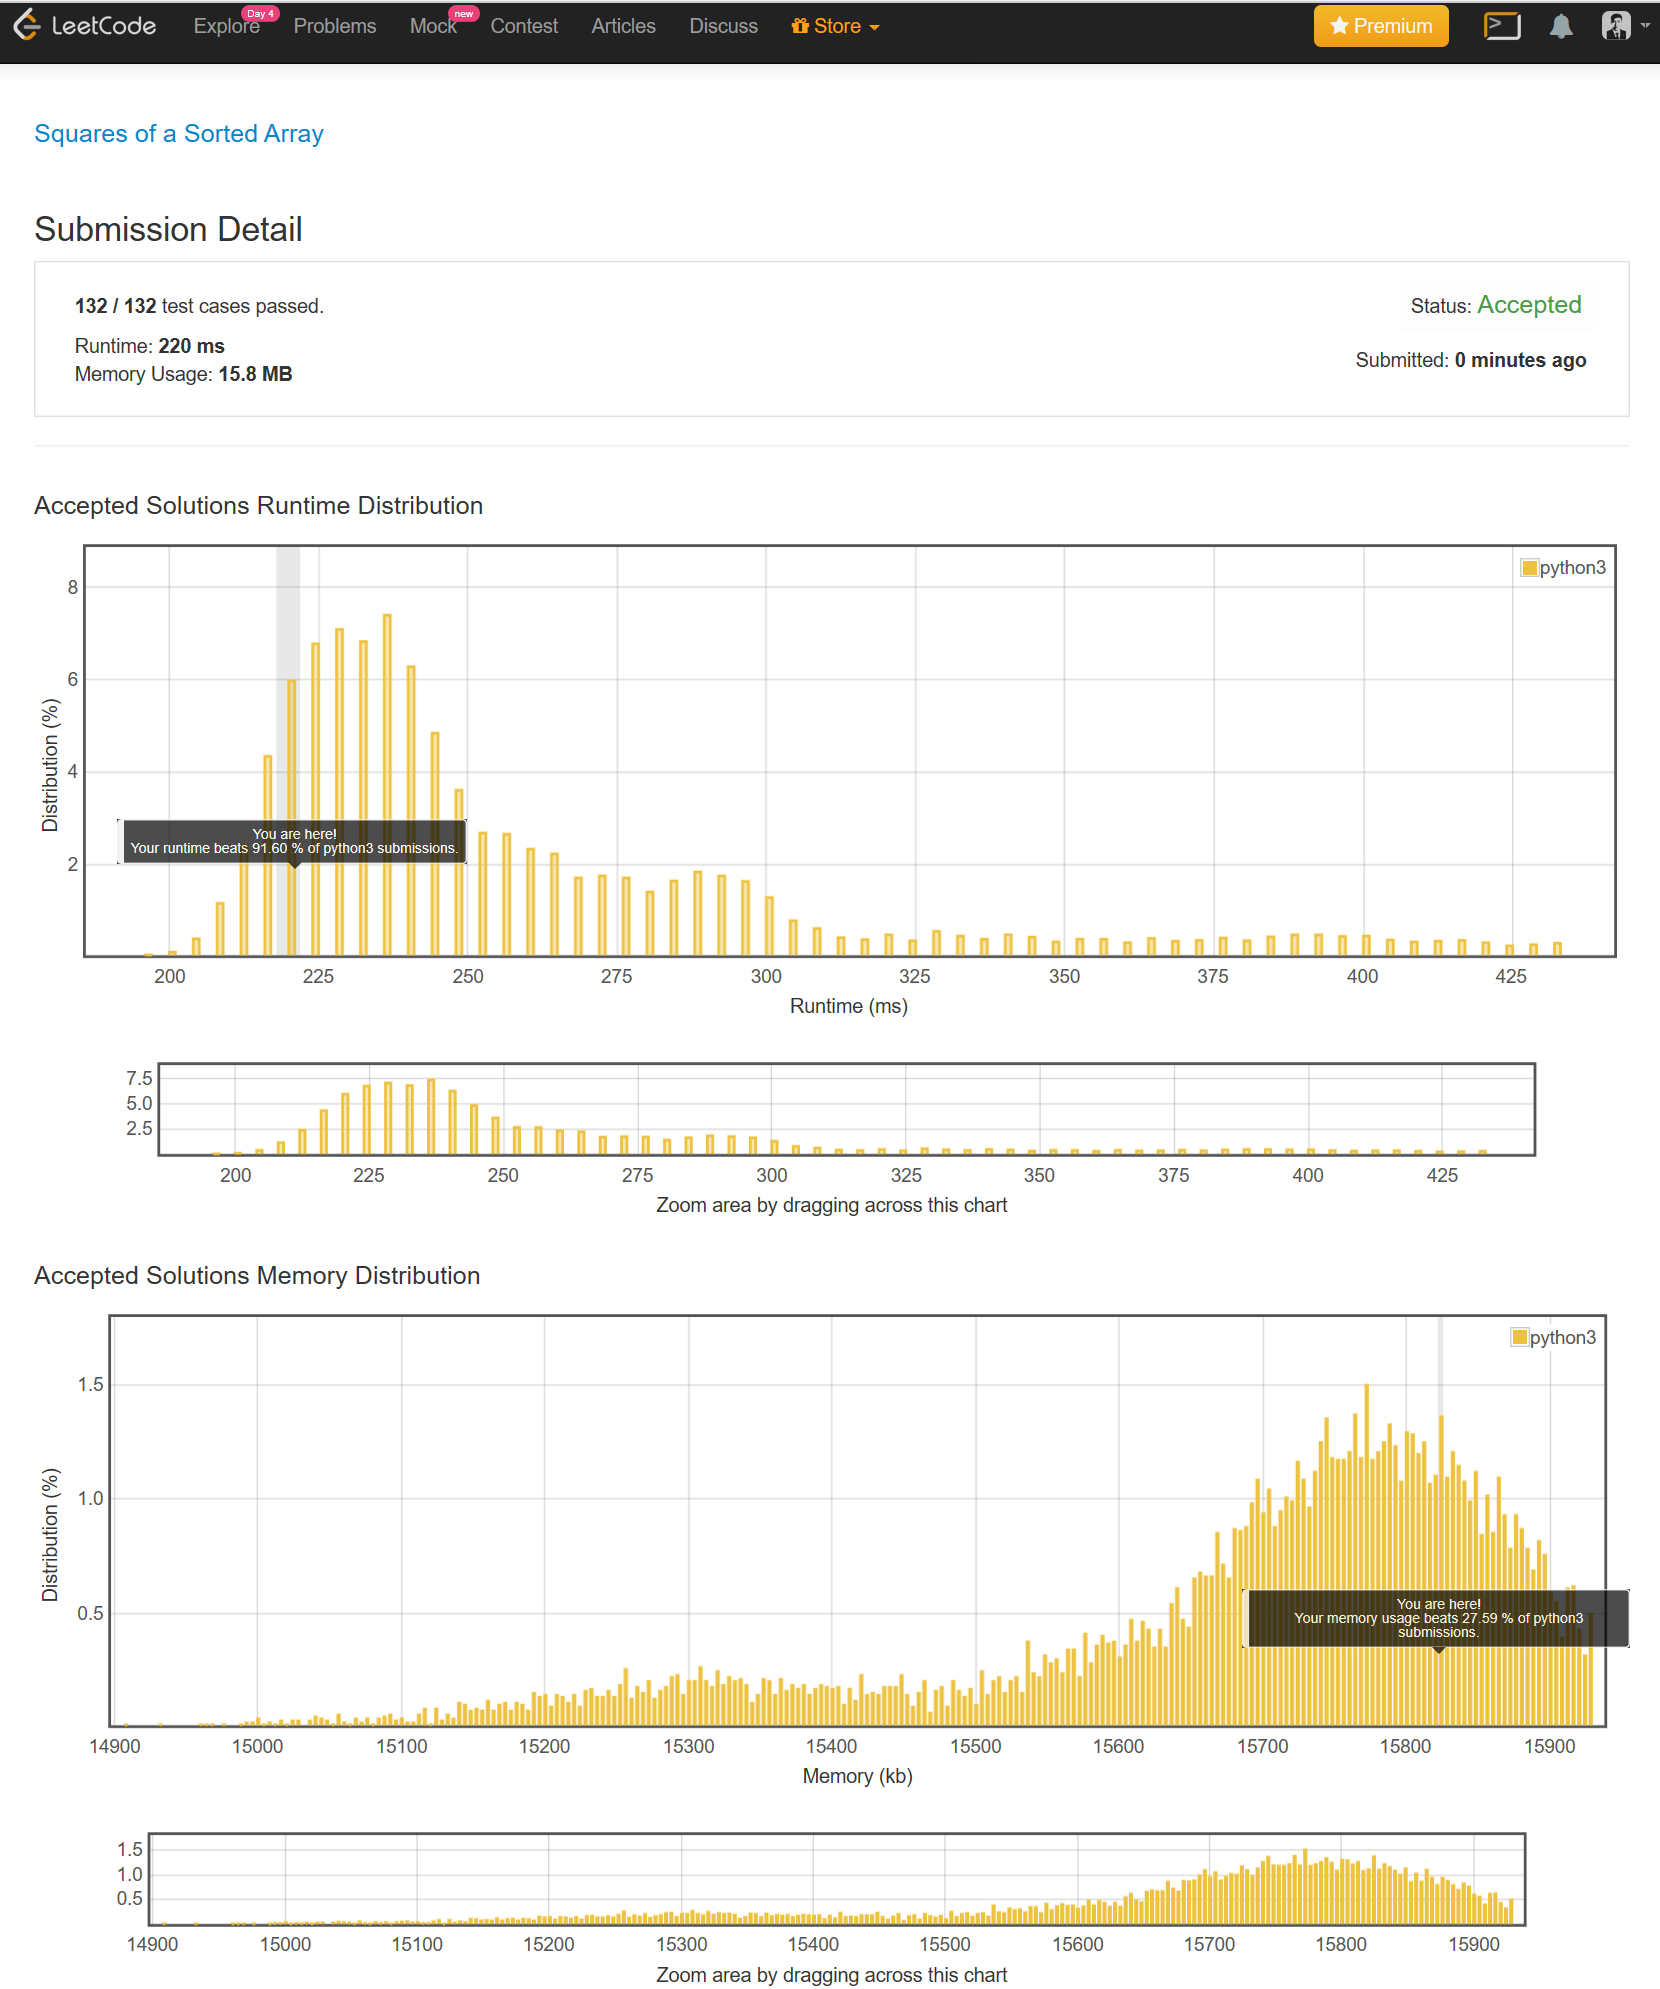 LeetCode Explore Day 4 Problems Mock new Contest Articles Discuss Store Premium
Squares of a Sorted Array
Submission Detail
132 / 132 test cases passed.
Status: Accepted
Runtime: 220 ms
Memory Usage: 15.8 MB
Submitted: 0 minutes ago
Accepted Solutions Runtime Distribution
python3
8
6
4
2
Distribution (%)
You are here!
Your runtime beats 91.60 % of python3 submissions.
200 225 250 275 300 325 350 375 400 425
Runtime (ms)
7.5
5.0
2.5
200 225 250 275 300 325 350 375 400 425
Zoom area by dragging across this chart
Accepted Solutions Memory Distribution
python3
1.5
1.0
0.5
Distribution (%)
You are here!
Your memory usage beats 27.59 % of python3
submissions.
14900 15000 15100 15200 15300 15400 15500 15600 15700 15800 15900
Memory (kb)
1.5
1.0
0.5
14900 15000 15100 15200 15300 15400 15500 15600 15700 15800 15900
Zoom area by dragging across this chart